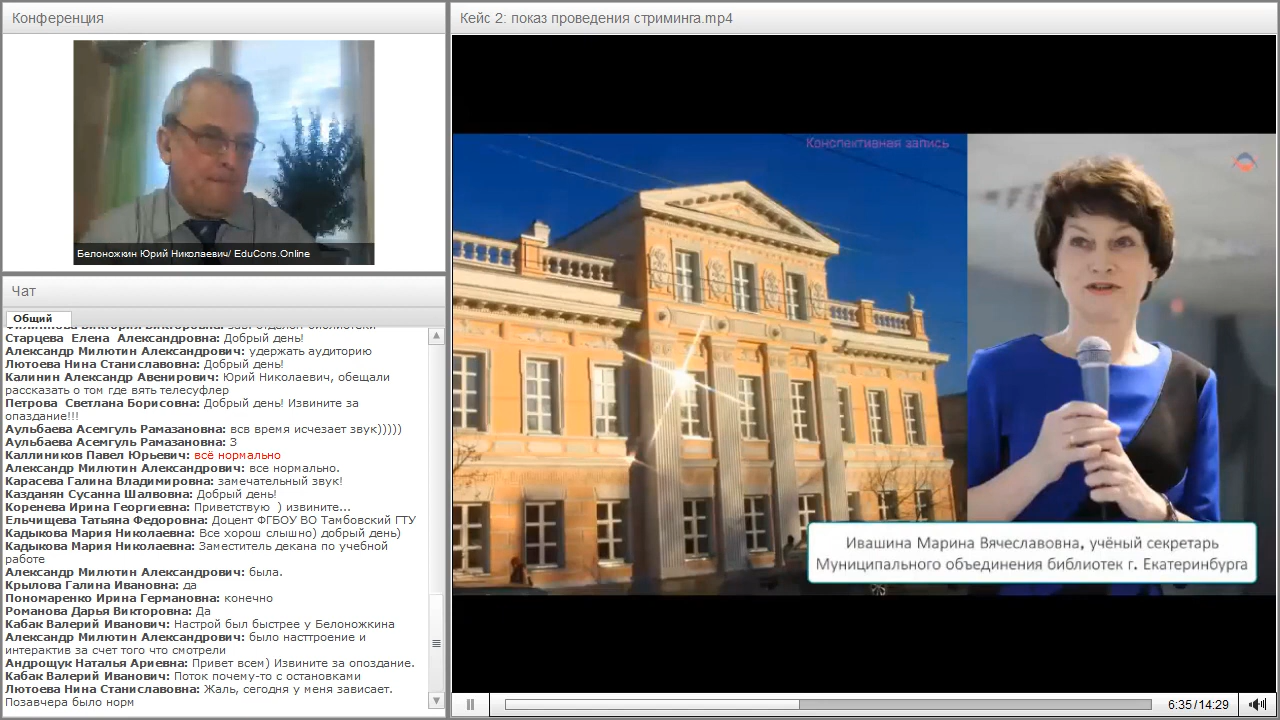 Конференция
Белоножкин Юрий Николаевич/ EduCons.Online
Чат
Общий
Филиппова Виктория Викторовна: зав. отделом библиотеки
Старцева Елена Александровна: Добрый день!
Александр Милютин Александрович: удержать аудиторию
Лютоева Нина Станиславовна: Добрый день!
Калинин Александр Авенирович: Юрий Николаевич, обещали
рассказать о том где вять телесуфлер
Петрова Светлана Борисовна: Добрый день! Извините за
опаздание!!!
Аульбаева Асемгуль Рамазановна: всв время исчезает звук)))))
Аульбаева Асемгуль Рамазановна: 3
Каллиников Павел Юрьевич: всё нормально
Александр Милютин Александрович: все нормально.
Карасева Галина Владимировна: замечательный звук!
Казданян Сусанна Шалвовна: Добрый день!
Коренева Ирина Георгиевна: Приветствую ) извините...
Ельчищева Татьяна Федоровна: Доцент ФГБОУ ВО Тамбовский ГТУ
Кадыкова Мария Николаевна: Все хорош слышно) добрый день)
Кадыкова Мария Николаевна: Заместитель декана по учебной
работе
Александр Милютин Александрович: была.
Крылова Галина Ивановна: да
Пономаренко Ирина Германовна: конечно
Романова Дарья Викторовна: Да
Кабак Валерий Иванович: Настрой был быстрее у Белоножкина
Александр Милютин Александрович: было насттроение и
интерактив за счет того что смотрели
Андрощук Наталья Ариевна: Привет всем) Извините за опоздание.
Кабак Валерий Иванович: Поток почему-то с остановками
Лютоева Нина Станиславовна: Жаль, сегодня у меня зависает.
Позавчера было норм
Кейс 2: показ проведения стриминга.mp4
Конспективная запись
Ивашина Марина Вячеславовна, учёный секретарь
Муниципального объединения библиотек г. Екатеринбурга
6:35/14:29